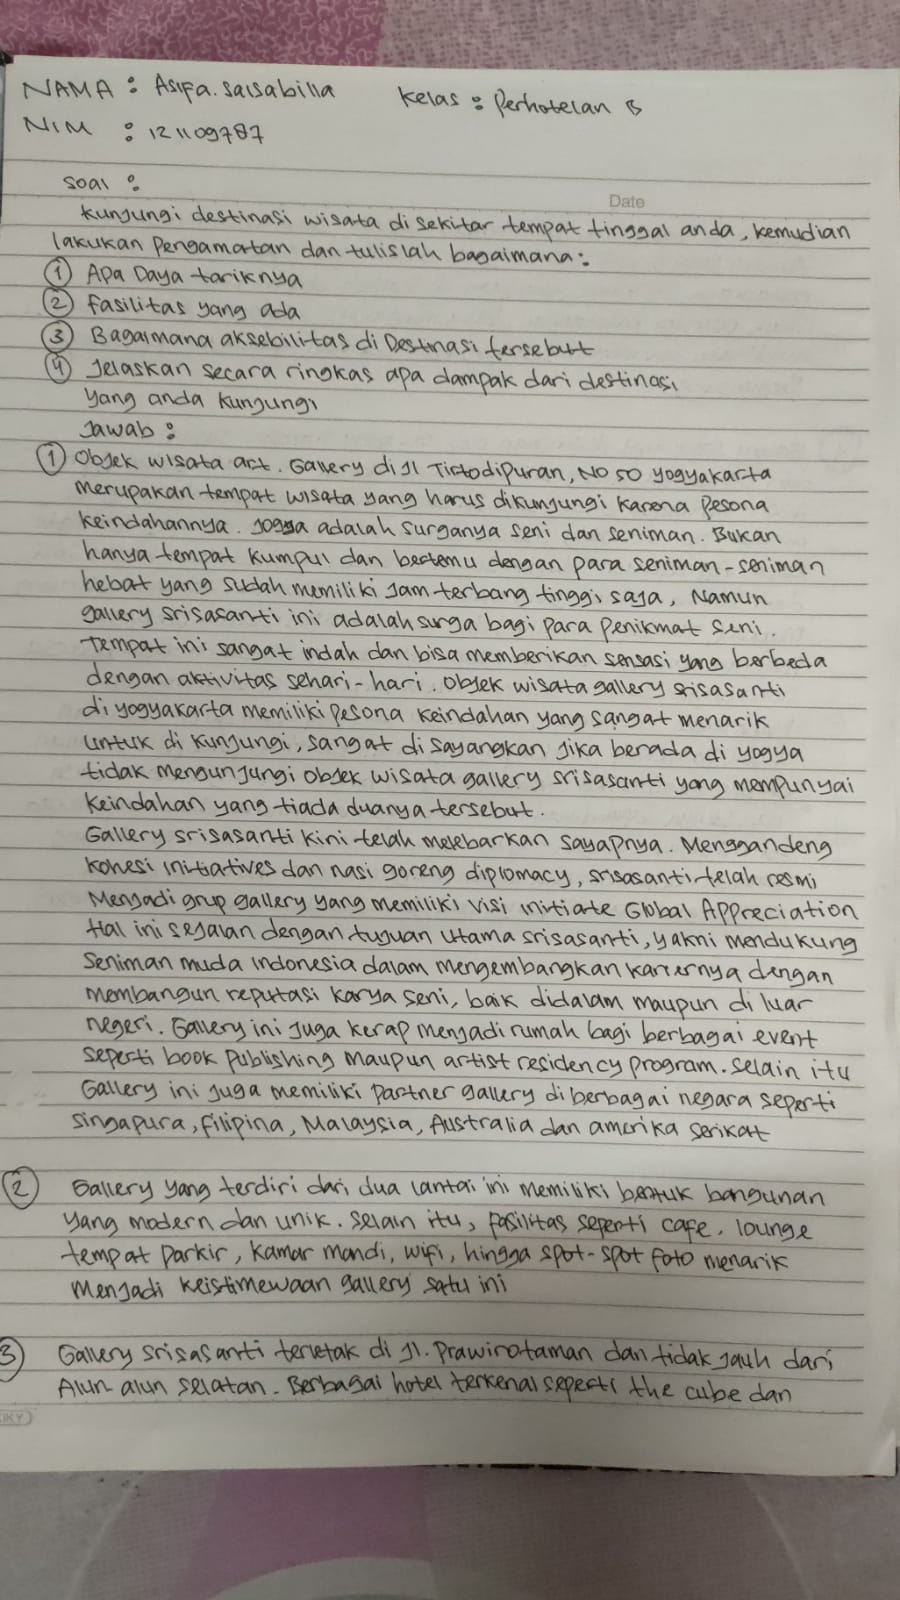 NAMA : Asifa.salsabilla Kelas : Perhotelan B
NIM : 121109787
Date
soal :
Kunjungi destinasi wisata di sekitar tempat tinggal anda, kemudian
lakukan pengamatan dan tulislah bagaimana :
① Apa Daya tariknya
② Fasilitas yang ada
③ Bagaimana aksebilitas di Destinasi tersebut
④ Jelaskan secara ringkas apa dampak dari destinasi
yang anda kunjungi
Jawab :
① Objek wisata art. Gallery di jl Tirtodipuran, No 50 yogyakarta
merupakan tempat wisata yang harus dikunjungi karena pesona
keindahannya. Jogja adalah surganya seni dan seniman. Bukan
hanya tempat kumpul dan bertemu dengan para seniman-seniman
hebat yang sudah memiliki jam terbang tinggi saja, Namun
gallery srisasanti ini adalah surga bagi para penikmat seni.
Tempat ini sangat indah dan bisa memberikan sensasi yang berbeda
dengan aktivitas sehari-hari. Objek wisata gallery srisasanti
di yogyakarta memiliki pesona keindahan yang sangat menarik
untuk di kunjungi, sangat di sayangkan jika berada di yogya
tidak mengunjungi objek wisata gallery srisasanti yang mempunyai
keindahan yang tiada duanya tersebut.
Gallery srisasanti kini telah melebarkan sayapnya. Menggandeng
kohesi initiatives dan nasi goreng diplomacy, srisasanti telah resmi
Menjadi grup gallery yang memiliki visi initiate Global Appreciation
Hal ini sejalan dengan tujuan utama srisasanti, yakni mendukung
Seniman muda Indonesia dalam mengembangkan karriernya dengan
membangun reputasi karya seni, baik didalam maupun di luar
negeri. Gallery ini juga kerap menjadi rumah bagi berbagai event
seperti book publishing maupun artist residency program. selain itu
Gallery ini juga memiliki partner gallery di berbagai negara seperti
singapura, filipina, Malaysia, Australia dan amerika serikat
② Gallery yang terdiri dari dua lantai ini memiliki bentuk bangunan
yang modern dan unik. selain itu, fasilitas seperti cafe, lounge
tempat parkir, kamar mandi, wifi, hingga spot-spot foto menarik
menjadi keistimewaan gallery satu ini
③ Gallery srisasanti terletak di jl. prawirotaman dan tidak jauh dari
Alun-alun selatan. Berbagai hotel terkenal seperti the cube dan
IKY